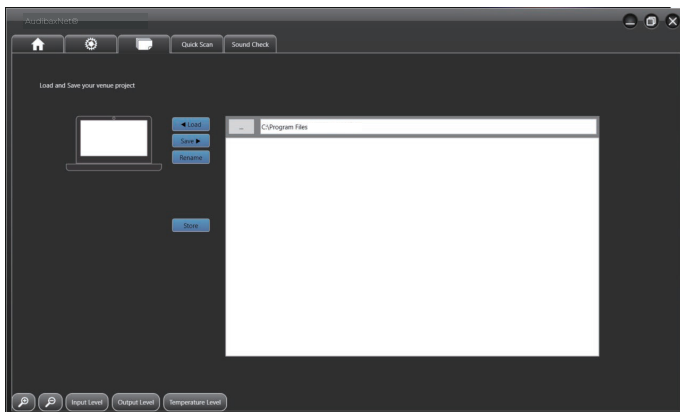 AudibaxNet®
Quick Scan
Sound Check
Load and Save your venue project
◄ Load
... C:\Program Files
Save ►
Rename
Store
Input Level
Output Level
Temperature Level